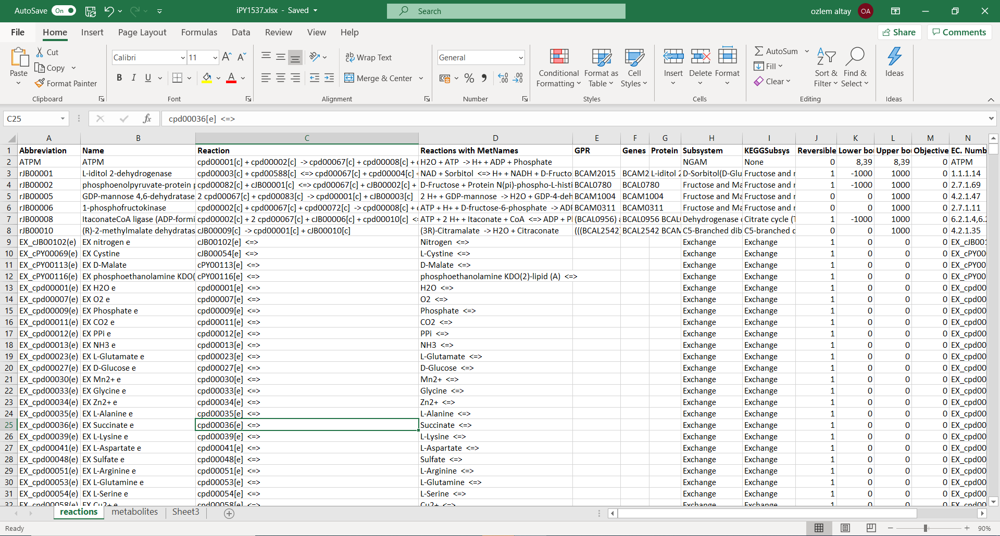 AutoSave On iPY1537.xlsx - Saved Search ozlem altay OA
File Home Insert Page Layout Formulas Data Review View Help Share Comments
Paste Cut Copy Format Painter Clipboard
Calibri 11 B I U A Font
Wrap Text Merge & Center Alignment
General % Number
Conditional Formatting Format as Table Cell Styles Styles
Insert Delete Format Cells
AutoSum Fill Clear Sort & Filter Find & Select Editing
Ideas Ideas
C25 fx cpd00036[e] <=>
A B C D E F G H I J K L M N
1 Abbreviation Name Reaction Reactions with MetNames GPR Genes Protein Subsystem KEGGSubsys Reversible Lower bo Upper bo Objective EC. Numb
2 ATPM ATPM cpd00001[c] + cpd00002[c] -> cpd00067[c] + cpd00008[c] + H2O + ATP -> H+ + ADP + Phosphate NGAM None 0 8,39 8,39 0 ATPM
3 rJB00001 L-iditol 2-dehydrogenase cpd00003[c] + cpd00588[c] <=> cpd00067[c] + cpd00004[c] + NAD + Sorbitol <=> H+ + NADH + D-Fructo BCAM2015 BCAM2 L-iditol 2 D-Sorbitol(D-Glu Fructose and r 1 -1000 1000 0 1.1.1.14
4 rJB00002 phosphoenolpyruvate-protein p cpd00082[c] + cJB00001[c] <=> cpd00067[c] + cJB00002[c] + D-Fructose + Protein N(pi)-phospho-L-histi BCAL0780 BCAL0780 Fructose and Ma Fructose and r 1 -1000 1000 0 2.7.1.69
5 rJB00005 GDP-mannose 4,6-dehydratase 2 cpd00067[c] + cpd00083[c] -> cpd00001[c] + cJB00003[c] 2 H+ + GDP-mannose -> H2O + GDP-4-deh BCAM1004 BCAM1004 Fructose and Ma Fructose and r 0 0 1000 0 4.2.1.47
6 rJB00006 1-phosphofructokinase cpd00002[c] + cpd00067[c] + cpd00072[c] -> cpd00008[c] + ATP + H+ + D-fructose-6-phosphate -> ADP BCAM0311 BCAM0311 Fructose and Ma Fructose and r 0 0 1000 0 2.7.1.11
7 rJB00008 ItaconateCoA ligase (ADP-formi cpd00002[c] + 2 cpd00067[c] + cJB00006[c] + cpd00010[c] <= ATP + 2 H+ + Itaconate + CoA <=> ADP + P (BCAL0956) a BCAL0956 BCAL Dehydrogenase Citrate cycle (T 1 -1000 1000 0 6.2.1.4,6.
8 rJB00010 (R)-2-methylmalate dehydratas cJB00009[c] -> cpd00001[c] + cJB00010[c] (3R)-Citramalate -> H2O + Citraconate (((BCAL2542) BCAL2542 BCAM C5-Branched dib C5-branched d 0 0 1000 0 4.2.1.35
9 EX_cJB00102(e) EX nitrogen e cJB00102[e] <=> Nitrogen <=> Exchange Exchange 1 0 0 0 EX_cJB001
10 EX_cPY00069(e) EX Cystine cJB00054[e] <=> L-Cystine <=> Exchange Exchange 1 0 0 0 EX_cPY00
11 EX_cPY00113(e) EX D-Malate cPY00113[e] <=> D-Malate <=> Exchange Exchange 1 0 0 0 EX_cPY00
12 EX_cPY00116(e) EX phosphoethanolamine KDO( cPY00116[e] <=> phosphoethanolamine KDO(2)-lipid (A) <=> Exchange Exchange 1 0 0 0 EX_cPY00
13 EX_cpd00001(e) EX H2O e cpd00001[e] <=> H2O <=> Exchange Exchange 1 0 0 0 EX_cpd00
14 EX_cpd00007(e) EX O2 e cpd00007[e] <=> O2 <=> Exchange Exchange 1 0 0 0 EX_cpd00
15 EX_cpd00009(e) EX Phosphate e cpd00009[e] <=> Phosphate <=> Exchange Exchange 1 0 0 0 EX_cpd00
16 EX_cpd00011(e) EX CO2 e cpd00011[e] <=> CO2 <=> Exchange Exchange 1 0 0 0 EX_cpd00
17 EX_cpd00012(e) EX PPi e cpd00012[e] <=> PPi <=> Exchange Exchange 1 0 0 0 EX_cpd00
18 EX_cpd00013(e) EX NH3 e cpd00013[e] <=> NH3 <=> Exchange Exchange 1 0 0 0 EX_cpd00
19 EX_cpd00023(e) EX L-Glutamate e cpd00023[e] <=> L-Glutamate <=> Exchange Exchange 1 0 0 0 EX_cpd00
20 EX_cpd00027(e) EX D-Glucose e cpd00027[e] <=> D-Glucose <=> Exchange Exchange 1 0 0 0 EX_cpd00
21 EX_cpd00030(e) EX Mn2+ e cpd00030[e] <=> Mn2+ <=> Exchange Exchange 1 0 0 0 EX_cpd00
22 EX_cpd00033(e) EX Glycine e cpd00033[e] <=> Glycine <=> Exchange Exchange 1 0 0 0 EX_cpd00
23 EX_cpd00034(e) EX Zn2+ e cpd00034[e] <=> Zn2+ <=> Exchange Exchange 1 0 0 0 EX_cpd00
24 EX_cpd00035(e) EX L-Alanine e cpd00035[e] <=> L-Alanine <=> Exchange Exchange 1 0 0 0 EX_cpd00
25 EX_cpd00036(e) EX Succinate e cpd00036[e] <=> Succinate <=> Exchange Exchange 1 0 0 0 EX_cpd00
26 EX_cpd00039(e) EX L-Lysine e cpd00039[e] <=> L-Lysine <=> Exchange Exchange 1 0 0 0 EX_cpd00
27 EX_cpd00041(e) EX L-Aspartate e cpd00041[e] <=> L-Aspartate <=> Exchange Exchange 1 0 0 0 EX_cpd00
28 EX_cpd00048(e) EX Sulfate e cpd00048[e] <=> Sulfate <=> Exchange Exchange 1 0 0 0 EX_cpd00
29 EX_cpd00051(e) EX L-Arginine e cpd00051[e] <=> L-Arginine <=> Exchange Exchange 1 0 0 0 EX_cpd00
30 EX_cpd00053(e) EX L-Glutamine e cpd00053[e] <=> L-Glutamine <=> Exchange Exchange 1 0 0 0 EX_cpd00
31 EX_cpd00054(e) EX L-Serine e cpd00054[e] <=> L-Serine <=> Exchange Exchange 1 0 0 0 EX_cpd00
32 EX_cpd00058(e) EX Cu2+ e cpd00058[e] <=> Cu2+ <=> Exchange Exchange 1 0 0 0 EX_cpd00
reactions metabolites Sheet3
Ready 90%